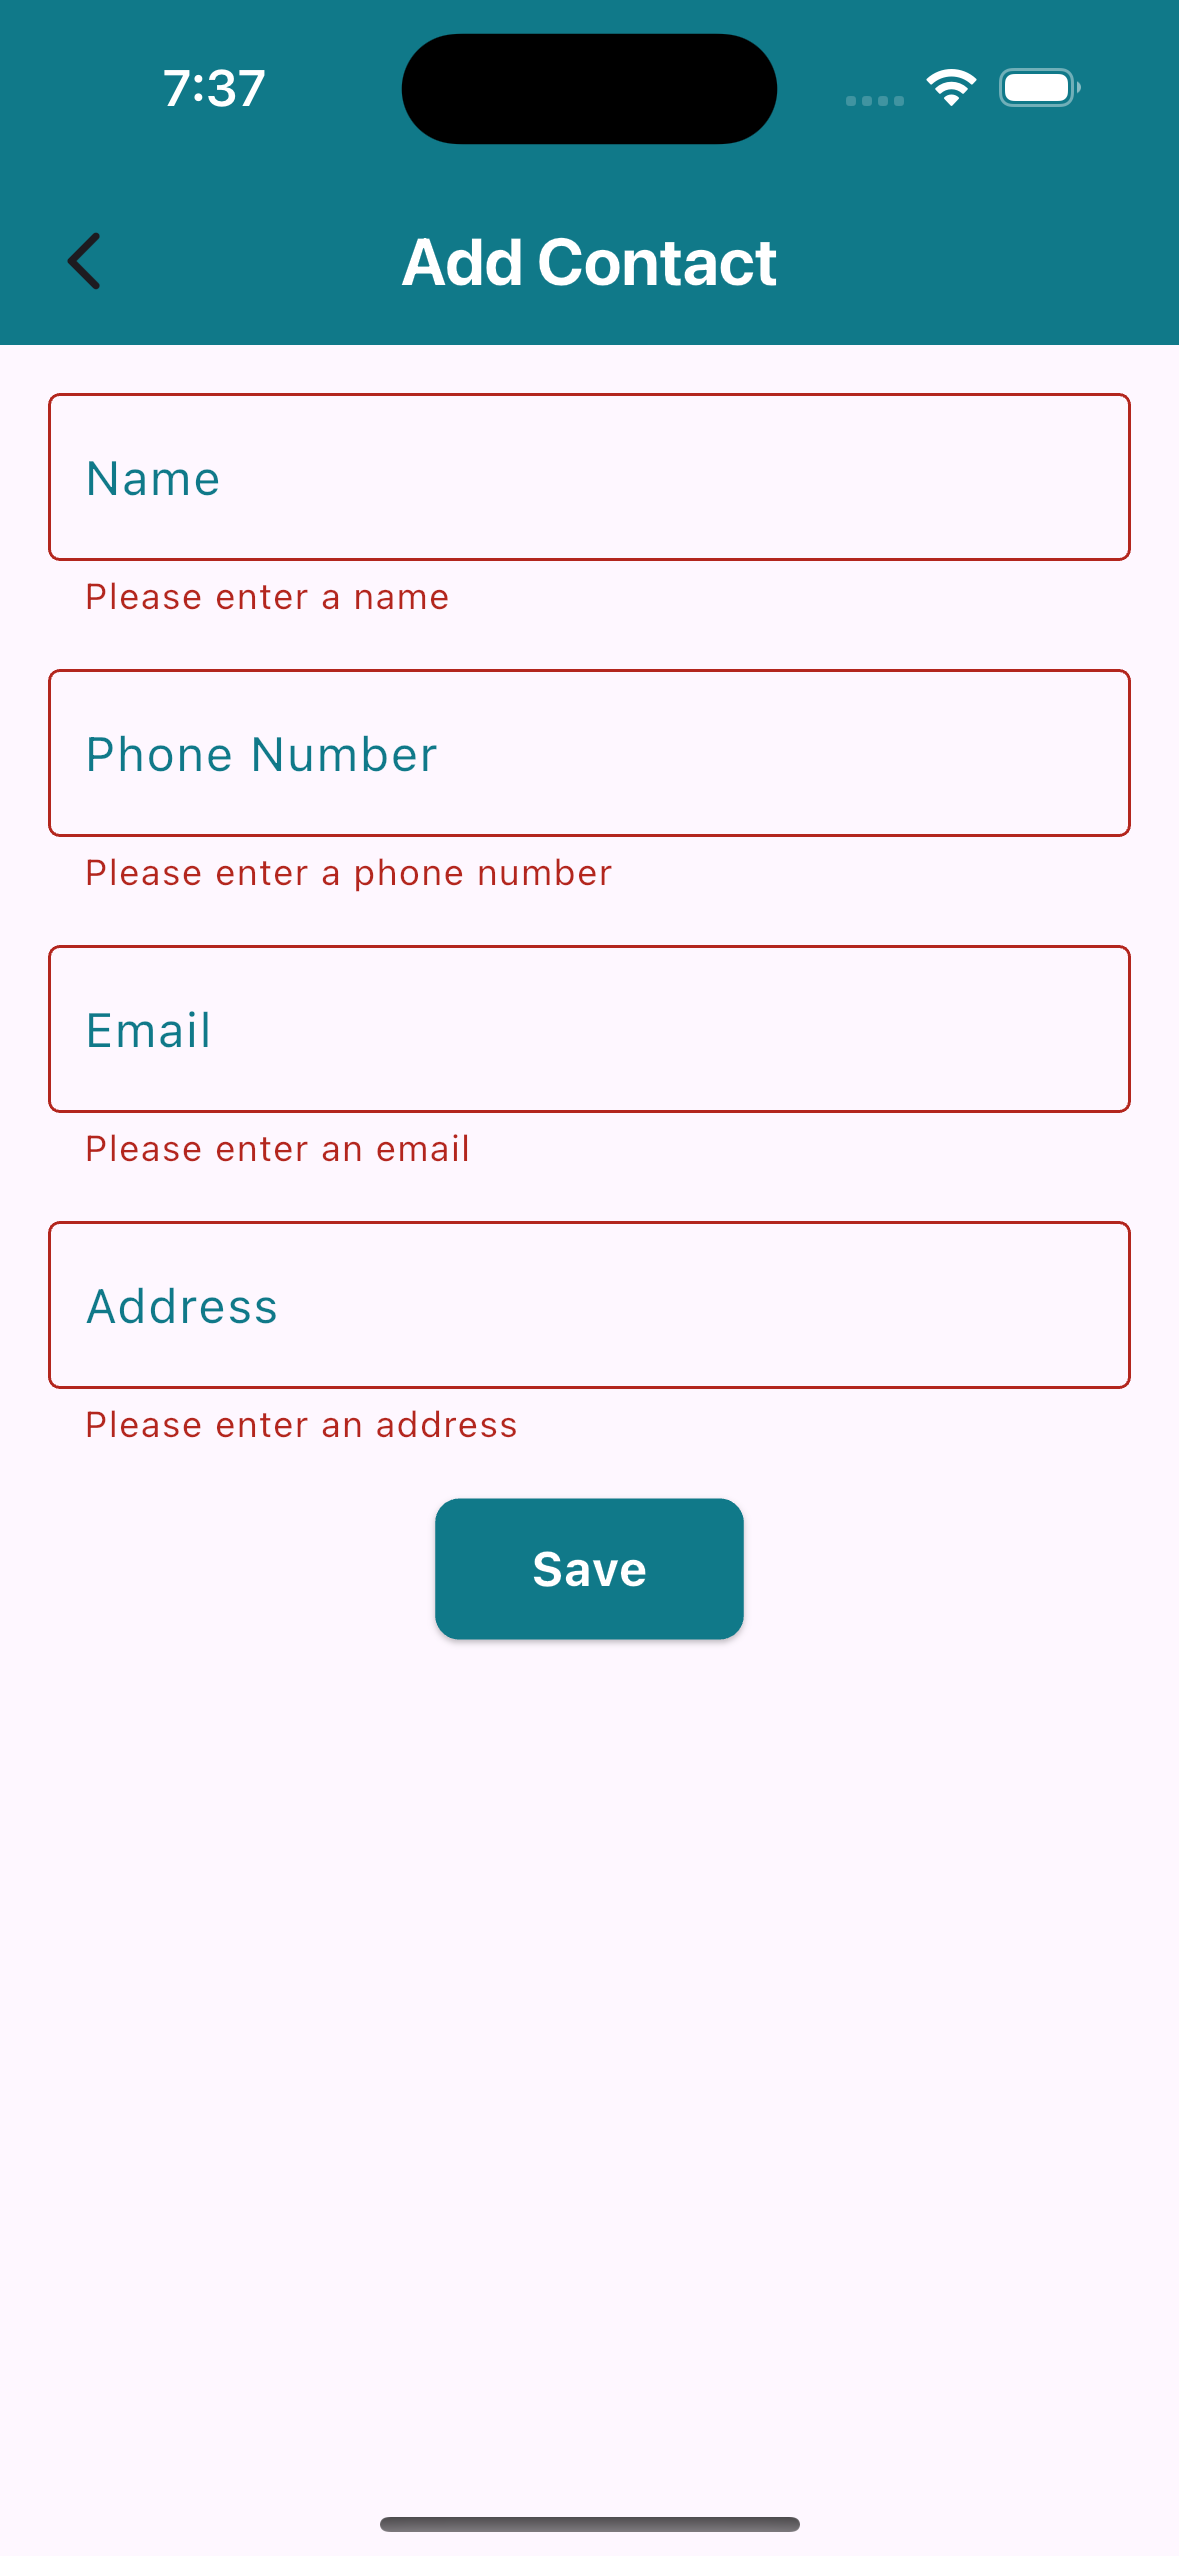 7:37
Add Contact
Name
Please enter a name
Phone Number
Please enter a phone number
Email
Please enter an email
Address
Please enter an address
Save